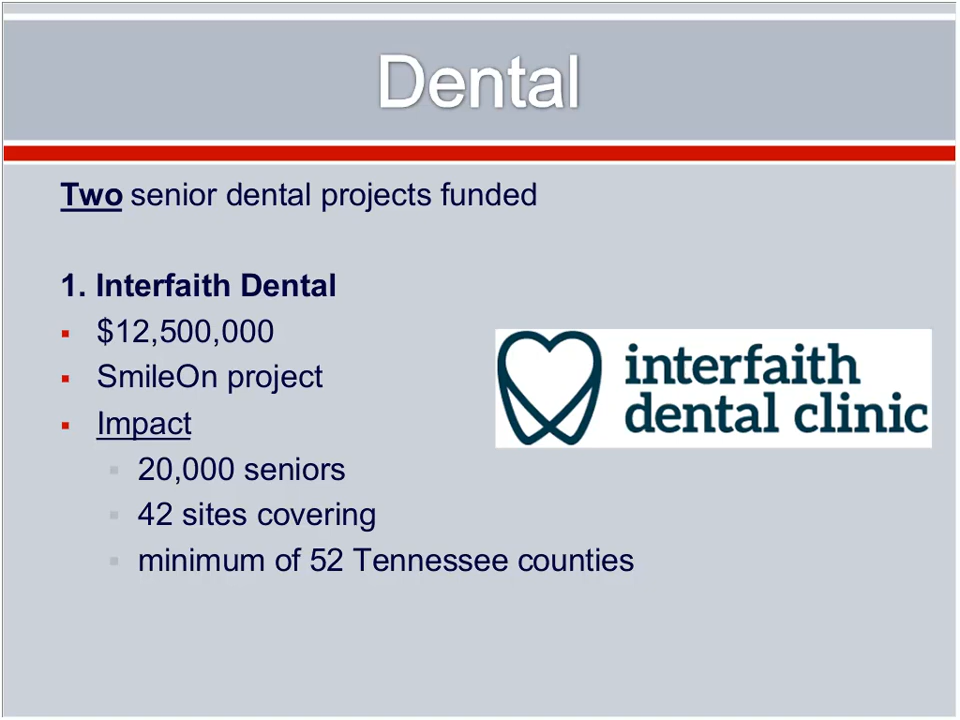 Dental
Two senior dental projects funded
1. Interfaith Dental
▪ $12,500,000
▪ SmileOn project
▪ Impact
▪ 20,000 seniors
▪ 42 sites covering
▪ minimum of 52 Tennessee counties
interfaith
dental clinic